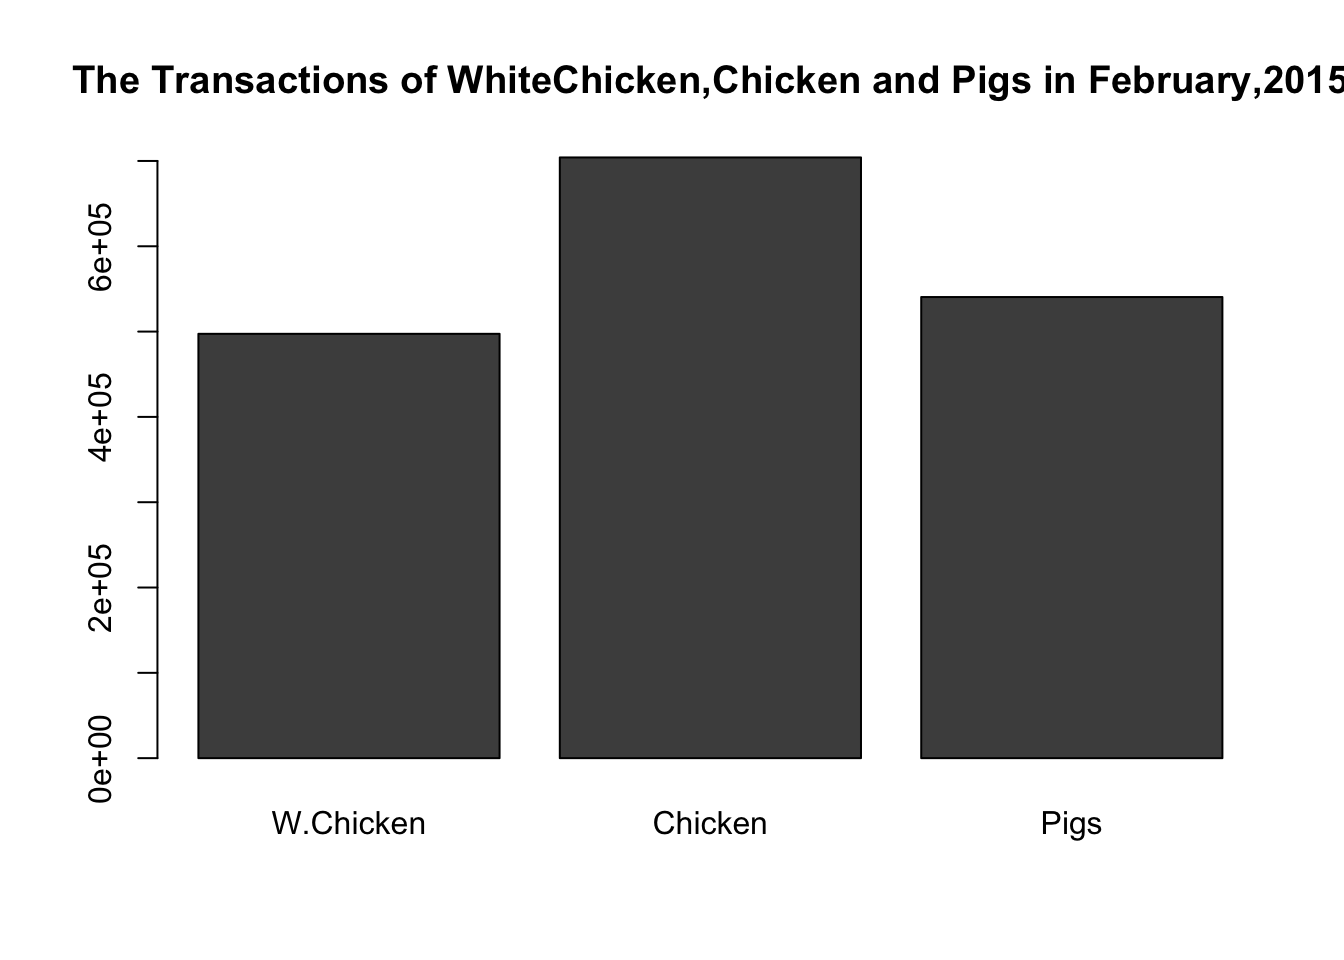 The Transactions of WhiteChicken,Chicken and Pigs in February,2015
6e+05
4e+05
2e+05
0e+00
W.Chicken Chicken Pigs